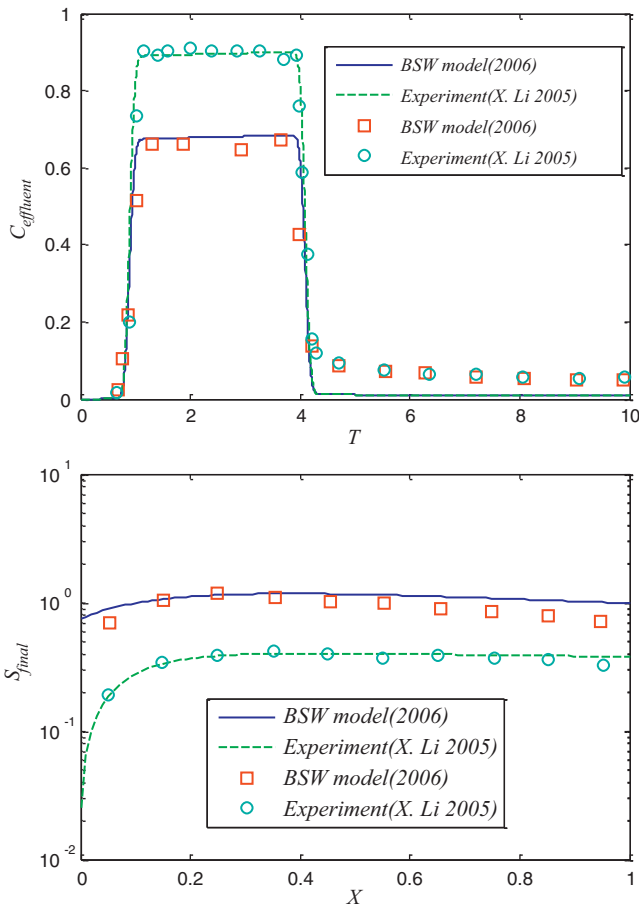 1
0.8
0.6
0.4
0.2
0
C_effluent
BSW model(2006)
Experiment(X. Li 2005)
BSW model(2006)
Experiment(X. Li 2005)
0 2 4 6 8 10
T
10^1
10^0
10^-1
10^-2
S_final
BSW model(2006)
Experiment(X. Li 2005)
BSW model(2006)
Experiment(X. Li 2005)
0 0.2 0.4 0.6 0.8 1
X